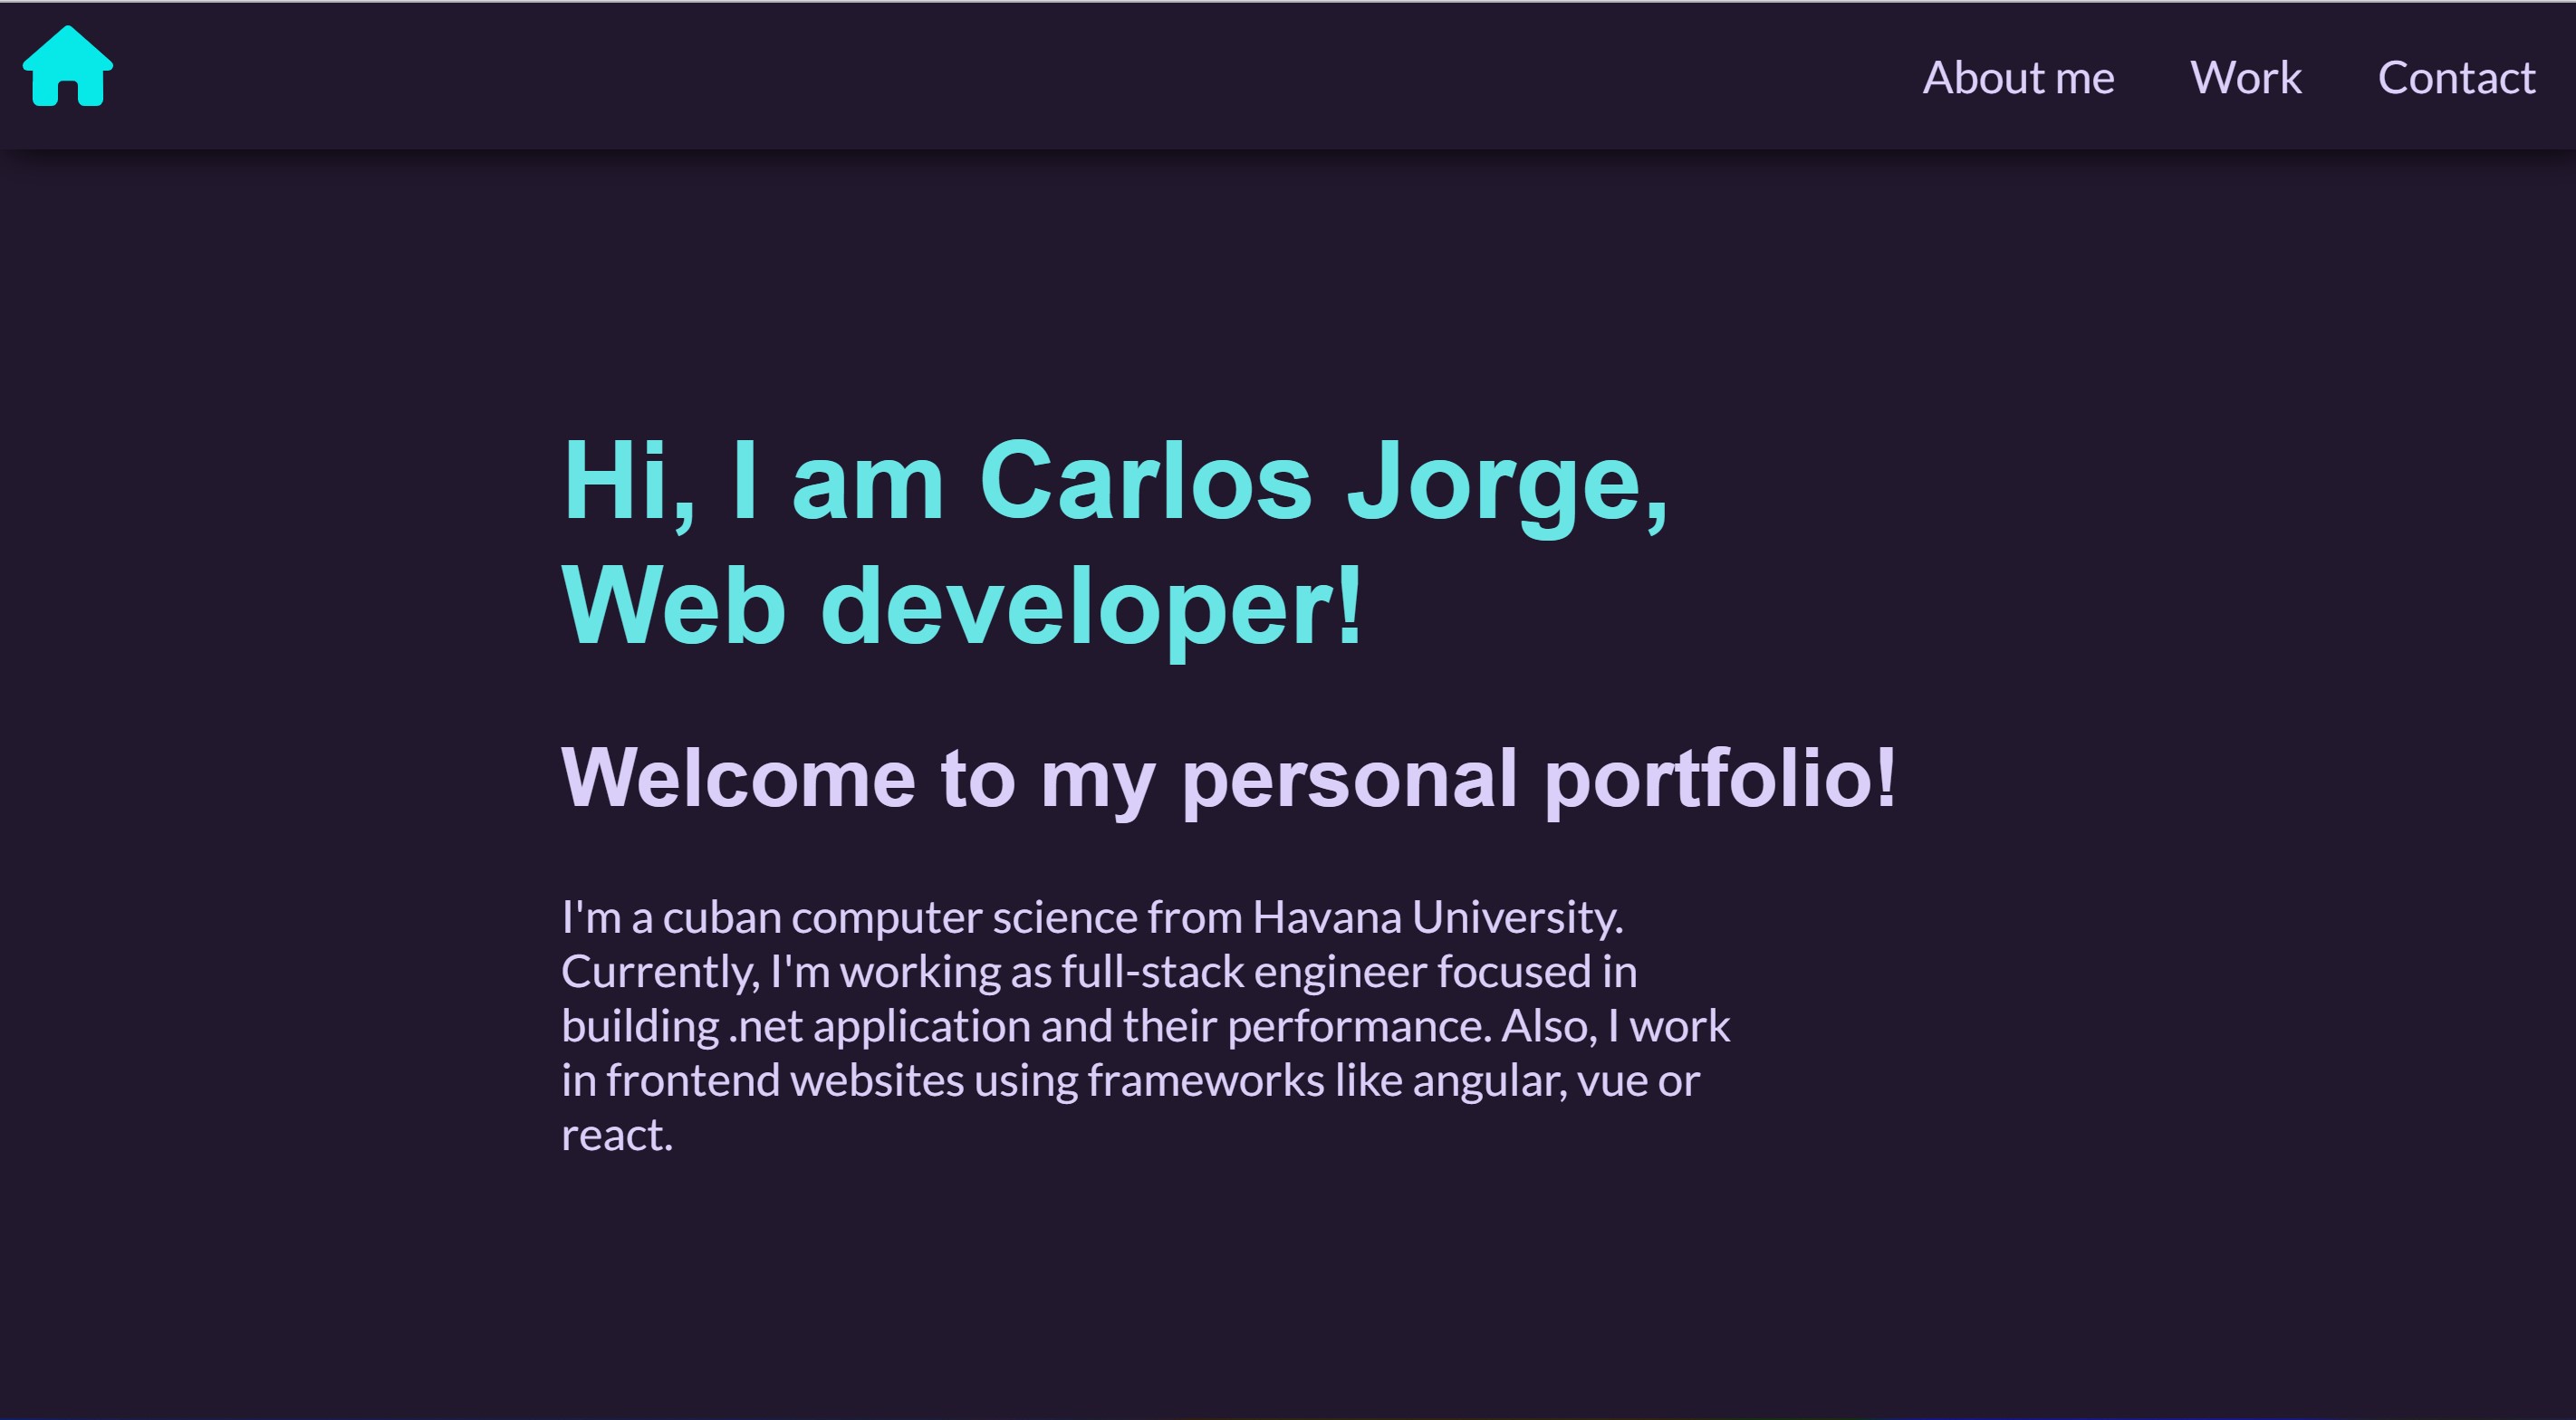 About me Work Contact
Hi, I am Carlos Jorge,
Web developer!
Welcome to my personal portfolio!
I'm a cuban computer science from Havana University.
Currently, I'm working as full-stack engineer focused in
building .net application and their performance. Also, I work
in frontend websites using frameworks like angular, vue or
react.